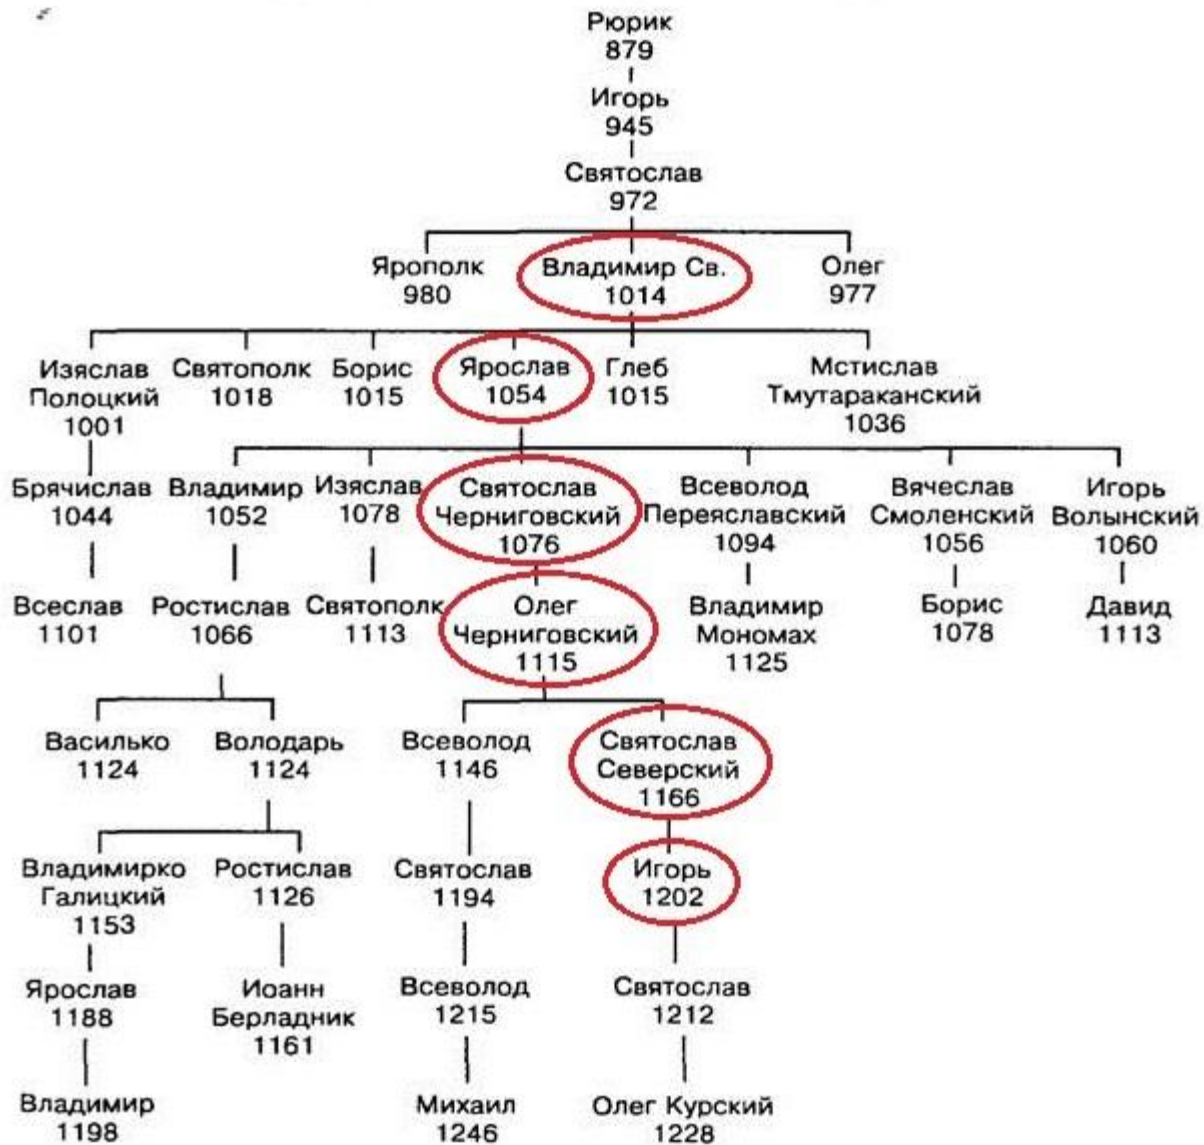 Рюрик
879
Игорь
945
Святослав
972
Ярополк Владимир Св. Олег
980 1014 977
Изяслав Святополк Борис Ярослав Глеб Мстислав
Полоцкий 1018 1015 1054 1015 Тмутараканский
1001 1036
Брячислав Владимир Изяслав Святослав Всеволод Вячеслав Игорь
1044 1052 1078 Черниговский Переяславский Смоленский Волынский
1076 1094 1056 1060
Всеслав Ростислав Святополк Олег Владимир Борис Давид
1101 1066 1113 Черниговский Мономах 1078 1113
1115 1125
Василько Володарь Всеволод Святослав
1124 1124 1146 Северский
1166
Владимирко Ростислав Святослав Игорь
Галицкий 1126 1194 1202
1153
Ярослав Иоанн Всеволод Святослав
1188 Берладник 1215 1212
1161
Владимир Михаил Олег Курский
1198 1246 1228